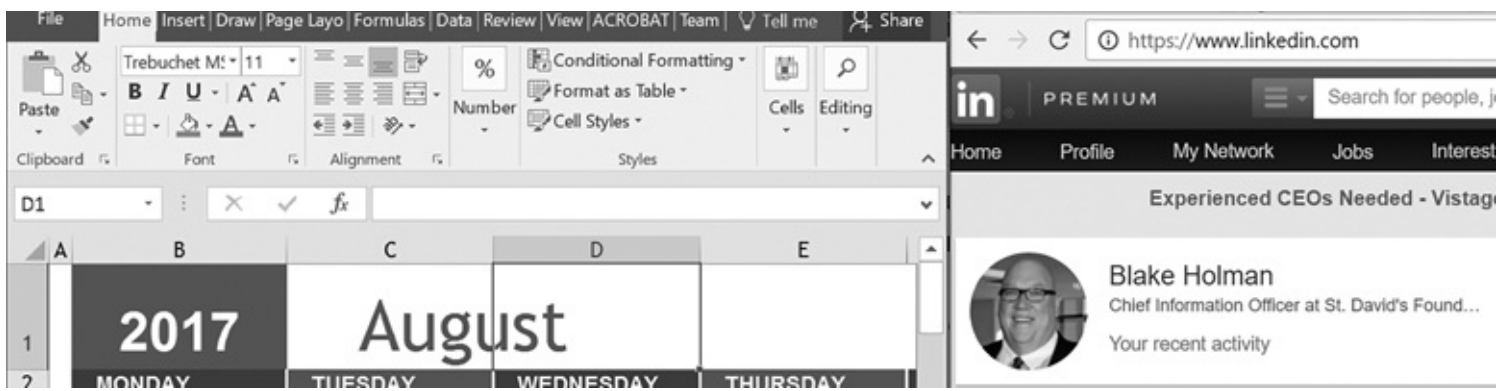 File Home Insert Draw Page Layo Formulas Data Review View ACROBAT Team Tell me Share
Trebuchet M: 11
Paste
B I U A A
A
Clipboard Font Alignment
%
Number
Conditional Formatting
Format as Table
Cell Styles
Styles
Cells Editing
D1 fx
A B C D E
1 2017 August
2 MONDAY TUESDAY WEDNESDAY THURSDAY
https://www.linkedin.com
in PREMIUM Search for people, j
Home Profile My Network Jobs Interest
Experienced CEOs Needed - Vistage
Blake Holman
Chief Information Officer at St. David's Found...
Your recent activity